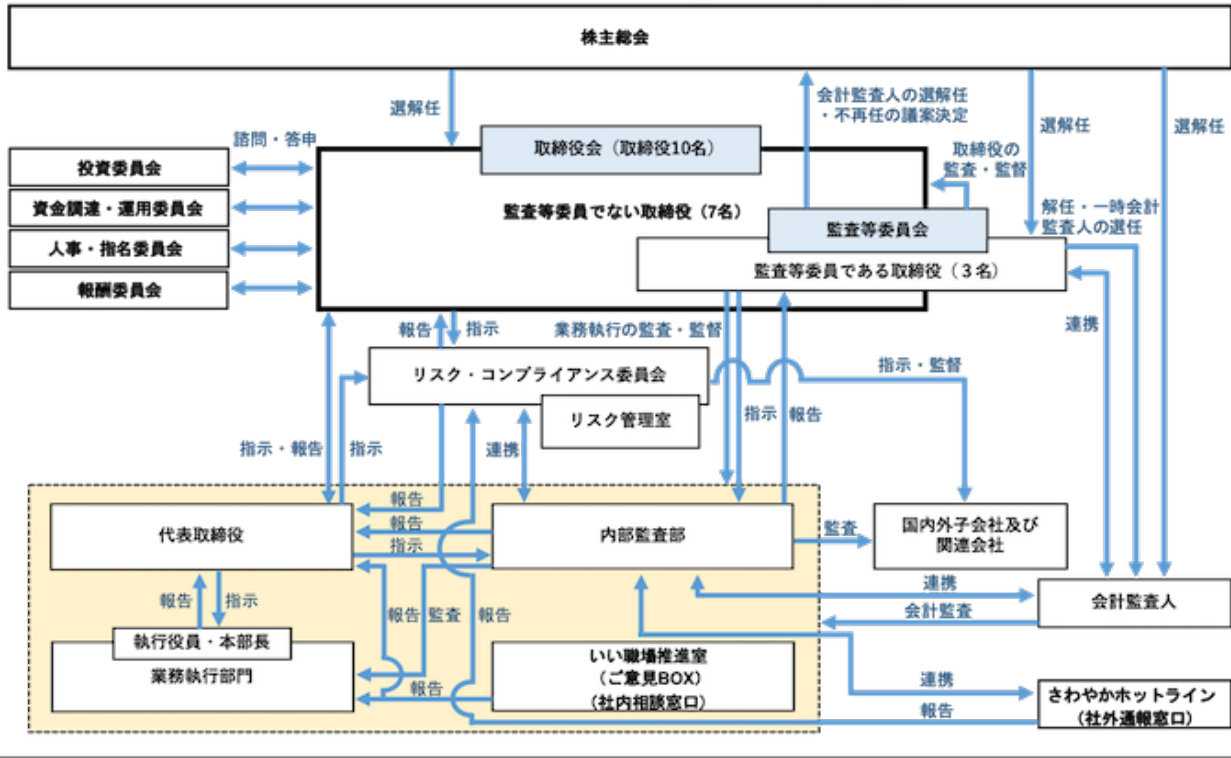 株主総会
選解任
会計監査人の選解任
・不再任の議案決定
選解任
選解任
諮問・答申
取締役会（取締役10名）
取締役の
監査・監督
投資委員会
資金調達・運用委員会
人事・指名委員会
報酬委員会
監査等委員でない取締役（7名）
監査等委員会
監査等委員である取締役（３名）
解任・一時会計
監査人の選任
連携
報告
指示
業務執行の監査・監督
リスク・コンプライアンス委員会
リスク管理室
指示・監督
指示
報告
指示・報告
指示
連携
報告
報告
指示
代表取締役
内部監査部
監査
国内外子会社及び
関連会社
報告
指示
報告
監査
報告
連携
会計監査
会計監査人
執行役員・本部長
業務執行部門
報告
いい職場推進室
（ご意見BOX）
（社内相談窓口）
連携
報告
さわやかホットライン
（社外通報窓口）